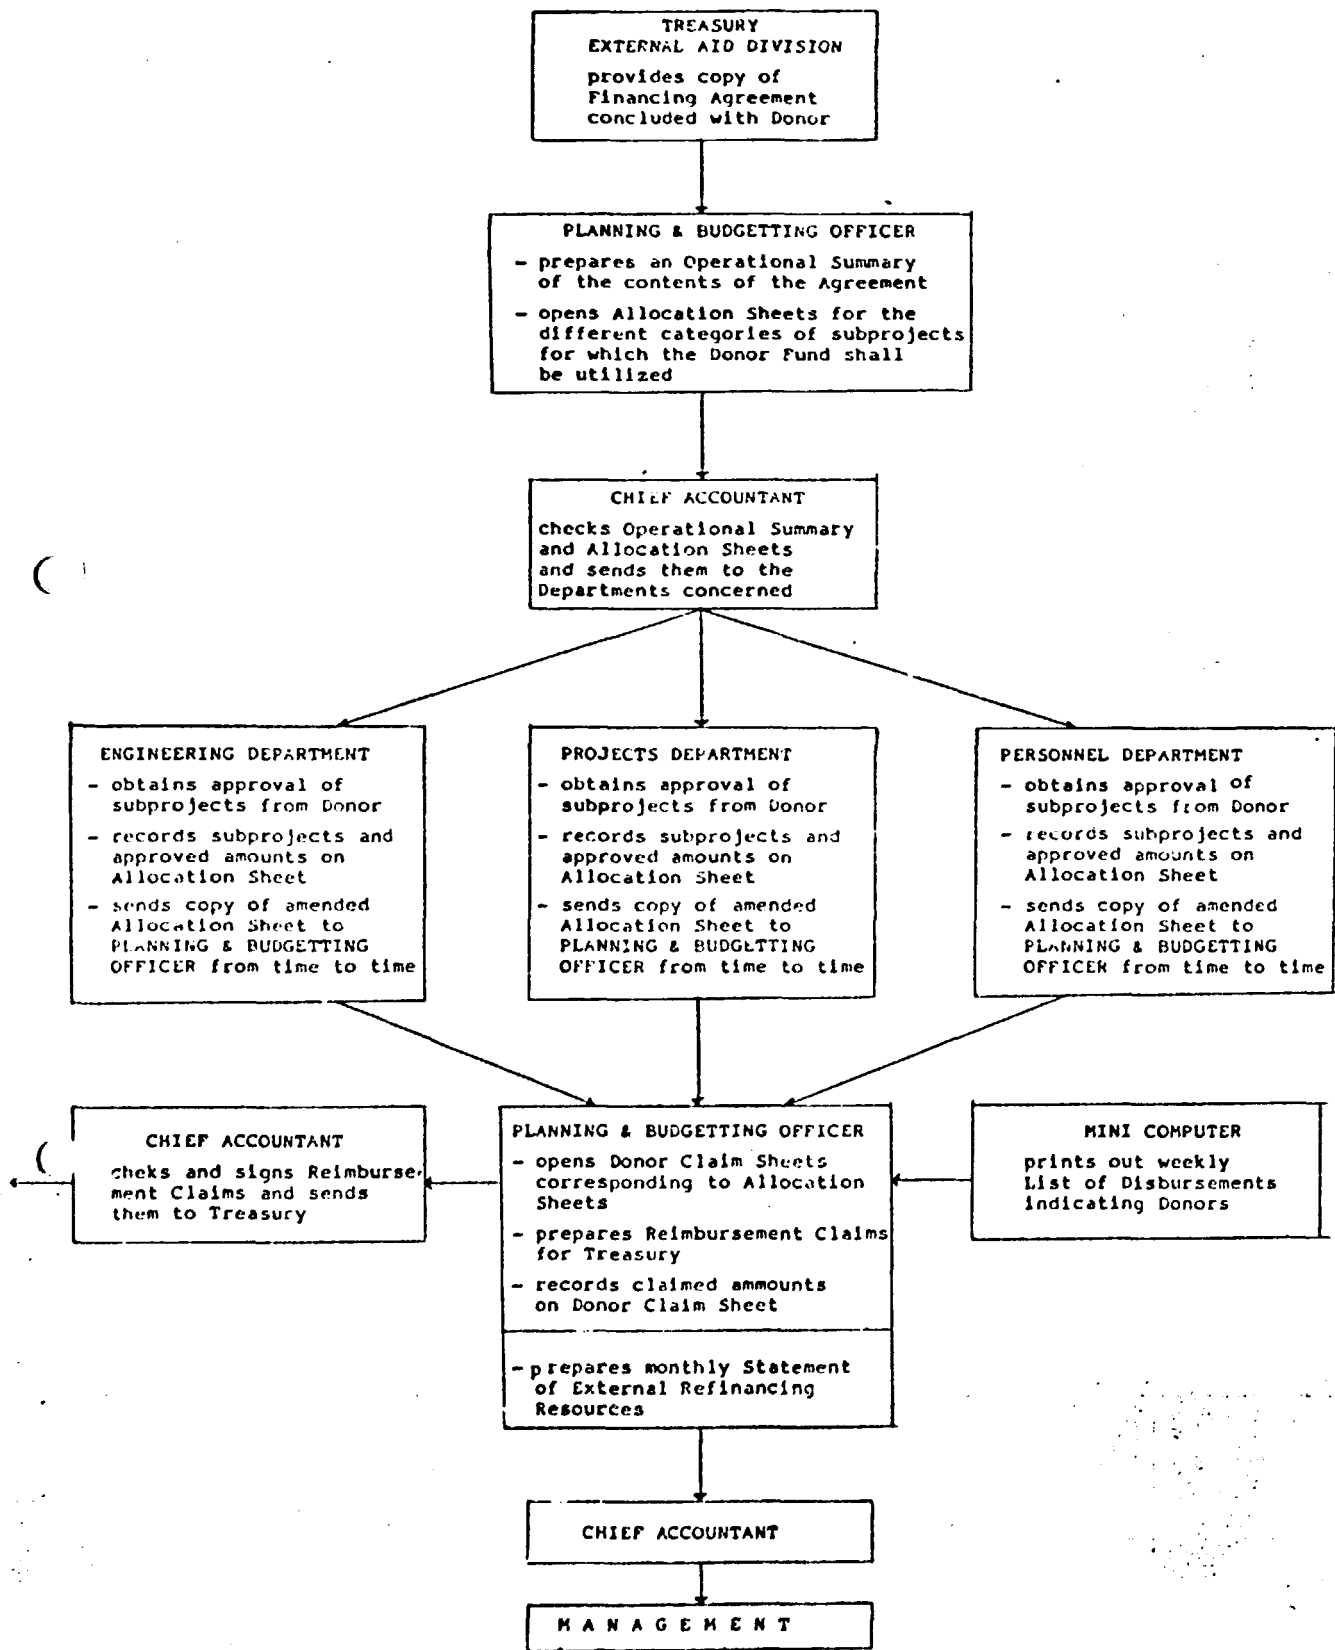 TREASURY
EXTERNAL AID DIVISION
provides copy of
Financing Agreement
concluded with Donor
PLANNING & BUDGETTING OFFICER
- prepares an Operational Summary
of the contents of the Agreement
- opens Allocation Sheets for the
different categories of subprojects
for which the Donor Fund shall
be utilized
CHIEF ACCOUNTANT
checks Operational Summary
and Allocation Sheets
and sends them to the
Departments concerned
ENGINEERING DEPARTMENT
- obtains approval of
subprojects from Donor
- records subprojects and
approved amounts on
Allocation Sheet
- sends copy of amended
Allocation Sheet to
PLANNING & BUDGETTING
OFFICER from time to time
PROJECTS DEPARTMENT
- obtains approval of
subprojects from Donor
- records subprojects and
approved amounts on
Allocation Sheet
- sends copy of amended
Allocation Sheet to
PLANNING & BUDGETTING
OFFICER from time to time
PERSONNEL DEPARTMENT
- obtains approval of
subprojects from Donor
- records subprojects and
approved amounts on
Allocation Sheet
- sends copy of amended
Allocation Sheet to
PLANNING & BUDGETTING
OFFICER from time to time
CHIEF ACCOUNTANT
cheks and signs Reimburse-
ment Claims and sends
them to Treasury
PLANNING & BUDGETTING OFFICER
- opens Donor Claim Sheets
corresponding to Allocation
Sheets
- prepares Reimbursement Claims
for Treasury
- records claimed ammounts
on Donor Claim Sheet
- prepares monthly Statement
of External Refinancing
Resources
MINI COMPUTER
prints out weekly
List of Disbursements
indicating Donors
CHIEF ACCOUNTANT
M A N A G E M E N T